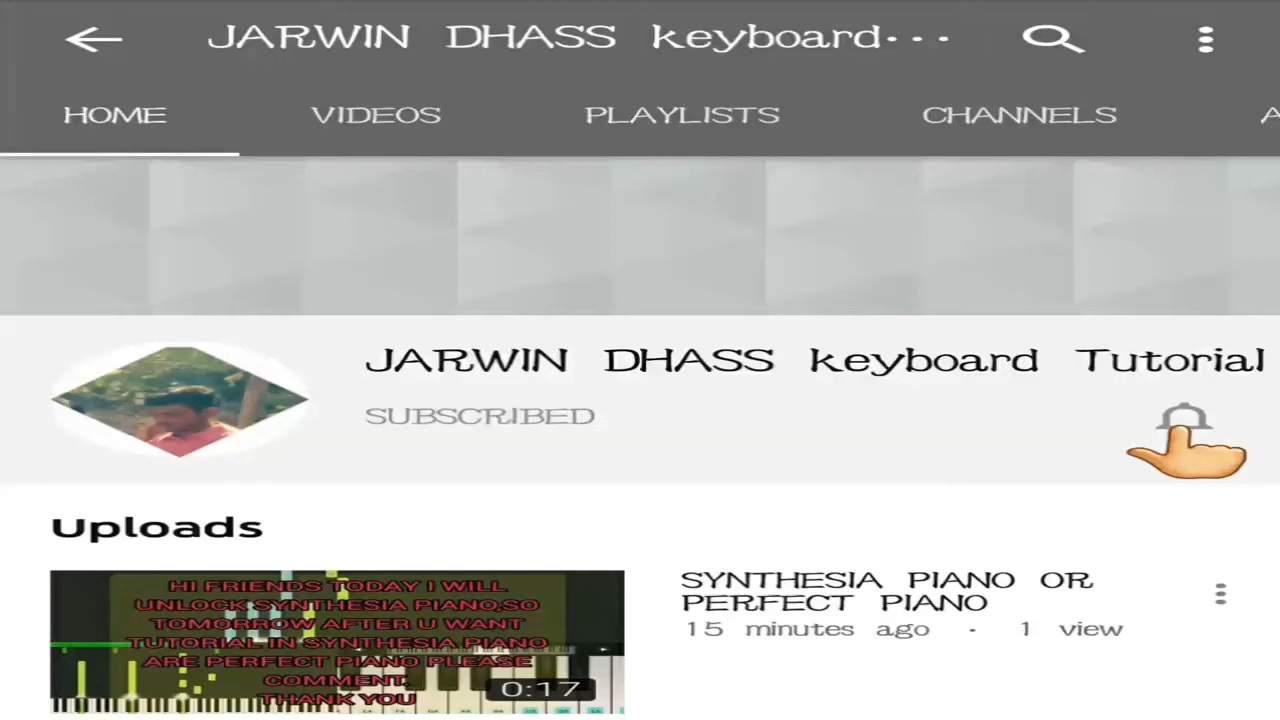 JARWIN DHASS keyboard...
HOME VIDEOS PLAYLISTS CHANNELS A
JARWIN DHASS keyboard Tutorial
SUBSCRIBED
Uploads
HI FRIENDS TODAY I WILL
UNLOCK SYNTHESIA PIANO,SO
TOMORROW AFTER U WANT
TUTORIAL IN SYNTHESIA PIANO
ARE PERFECT PIANO PLEASE
COMMENT.
THANK YOU
0:17
SYNTHESIA PIANO OR
PERFECT PIANO
15 minutes ago · 1 view